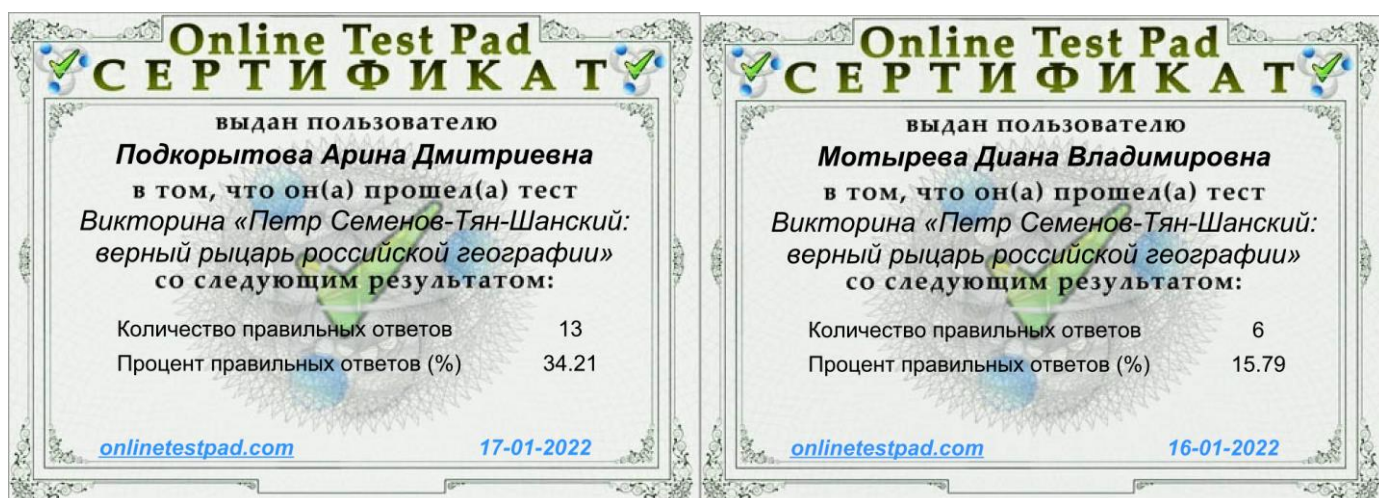 Online Test Pad
СЕРТИФИКАТ
выдан пользователю
Подкорытова Арина Дмитриевна
в том, что он(а) прошел(а) тест
Викторина «Петр Семенов-Тян-Шанский:
верный рыцарь российской географии»
со следующим результатом:
Количество правильных ответов 13
Процент правильных ответов (%) 34.21
onlinetestpad.com 17-01-2022
Online Test Pad
СЕРТИФИКАТ
выдан пользователю
Мотырева Диана Владимировна
в том, что он(а) прошел(а) тест
Викторина «Петр Семенов-Тян-Шанский:
верный рыцарь российской географии»
со следующим результатом:
Количество правильных ответов 6
Процент правильных ответов (%) 15.79
onlinetestpad.com 16-01-2022